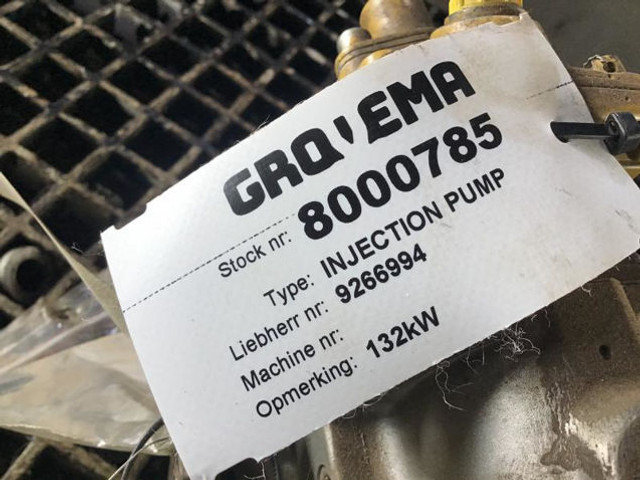 GRO'EMA
Stock nr: 8000785
Type: INJECTION PUMP
Liebherr nr: 9266994
Machine nr:
Opmerking: 132kW